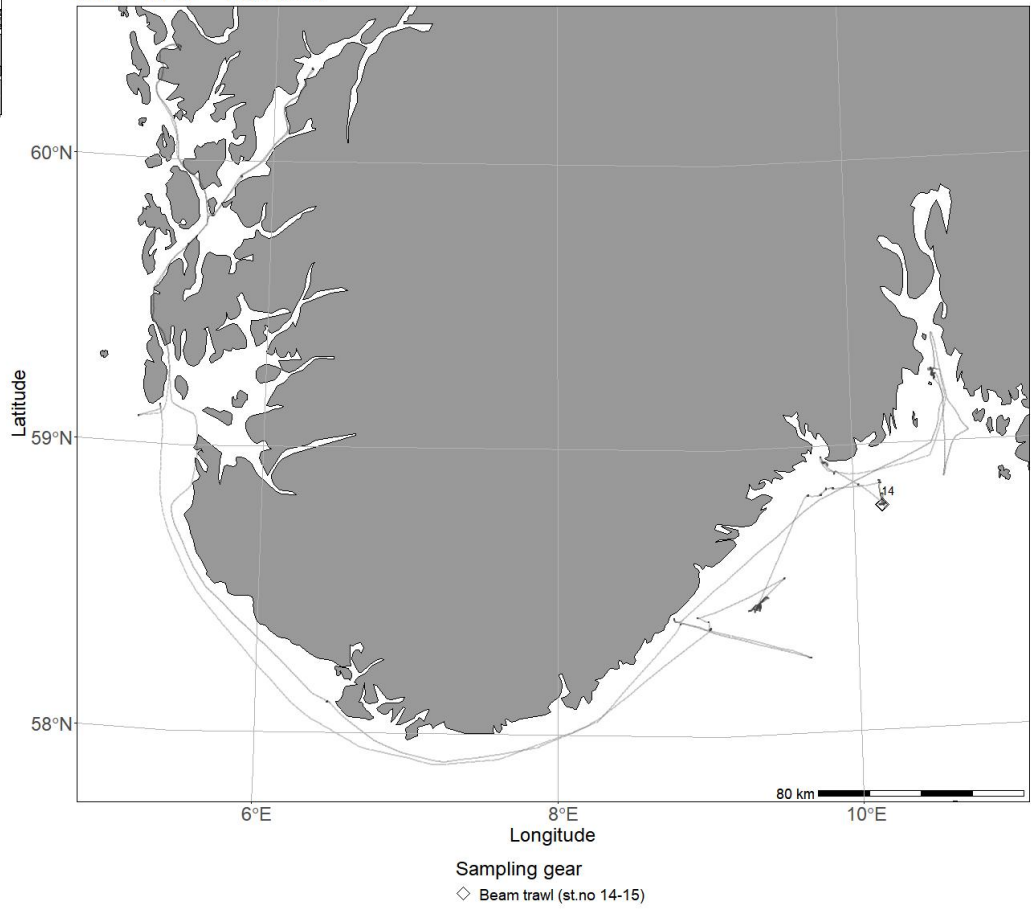 60°N
59°N
58°N
Latitude
14
80 km
6°E
8°E
10°E
Longitude
Sampling gear
Beam trawl (st.no 14-15)